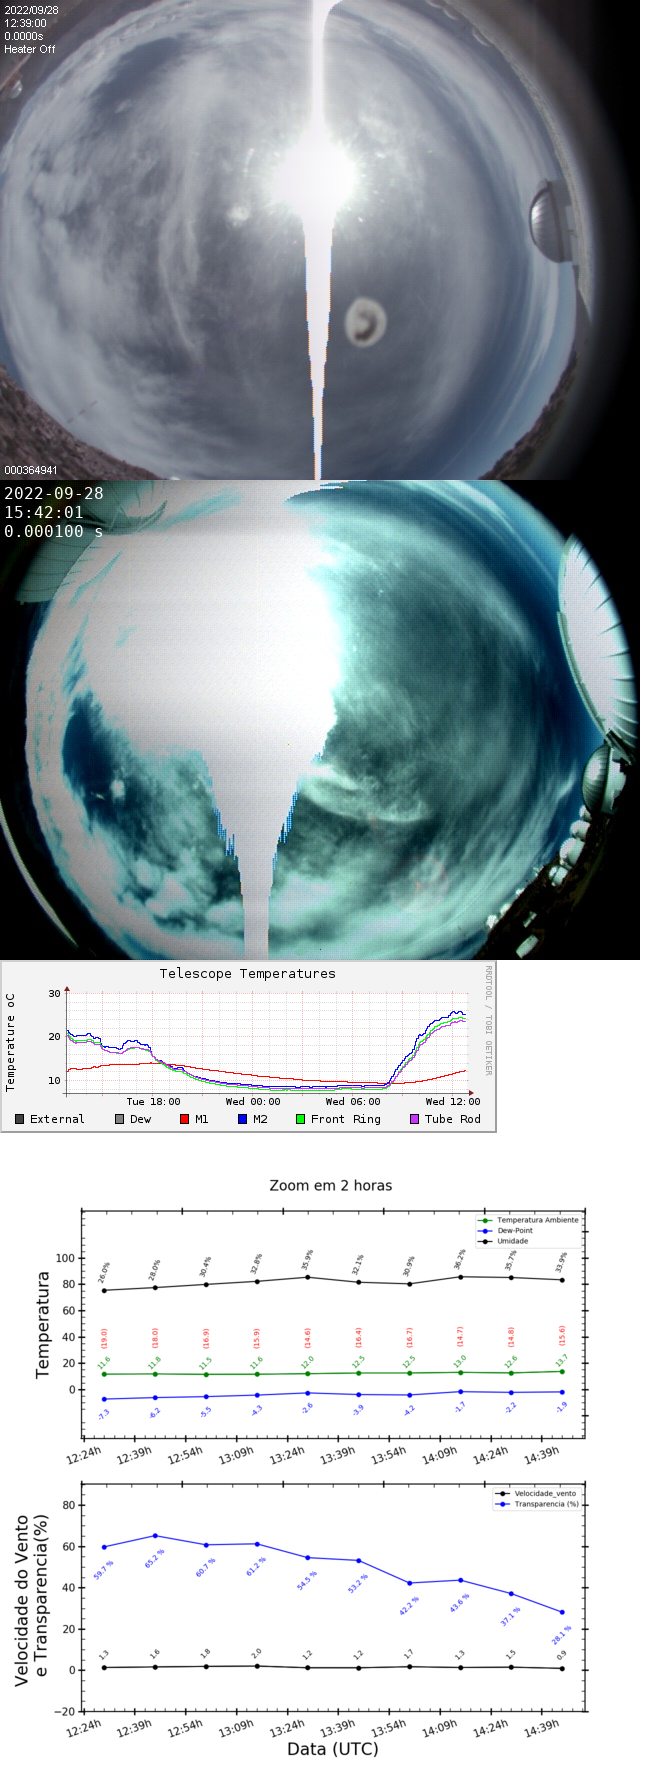 2022/09/28
12:39:00
0.0000s
Heater Off
000364941
2022-09-28
15:42:01
0.000100 s
Telescope Temperatures
RRDTOOL / TOBI OETIKER
Temperature oC
30
20
10
Tue 18:00 Wed 00:00 Wed 06:00 Wed 12:00
External Dew M1 M2 Front Ring Tube Rod
Zoom em 2 horas
Temperatura Ambiente
Dew-Point
Umidade
Temperatura
100
80
60
40
20
0
26.0% 28.0% 30.4% 32.8% 35.9% 32.1% 30.9% 36.2% 35.7% 33.9%
(19.0) (18.0) (16.9) (15.9) (14.6) (16.4) (16.7) (14.7) (14.8) (15.6)
11.6 11.8 11.5 11.6 12.0 12.5 12.5 13.0 12.6 13.7
-7.3 -6.2 -5.5 -4.3 -2.6 -3.9 -4.2 -1.7 -2.2 -1.9
12:24h 12:39h 12:54h 13:09h 13:24h 13:39h 13:54h 14:09h 14:24h 14:39h
Velocidade_vento
Transparencia (%)
Velocidade do Vento
e Transparencia(%)
80
60
40
20
0
−20
59.7 % 65.2 % 60.7 % 61.2 % 54.5 % 53.2 % 42.2 % 43.6 % 37.1 % 28.1 %
1.3 1.6 1.8 2.0 1.2 1.2 1.7 1.3 1.5 0.9
12:24h 12:39h 12:54h 13:09h 13:24h 13:39h 13:54h 14:09h 14:24h 14:39h
Data (UTC)